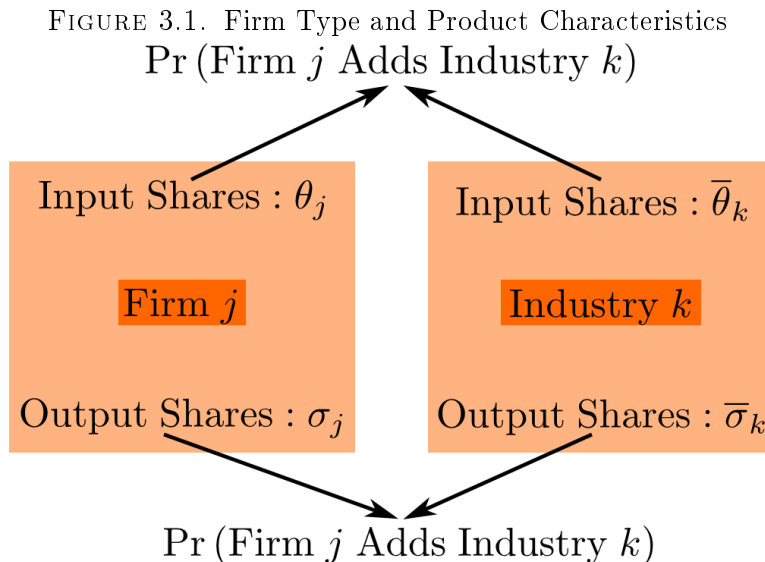 FIGURE 3.1. Firm Type and Product Characteristics
Pr (Firm j Adds Industry k)
Input Shares : θ_j
Input Shares : θ̅_k
Firm j
Industry k
Output Shares : σ_j
Output Shares : σ̅_k
Pr (Firm j Adds Industry k)